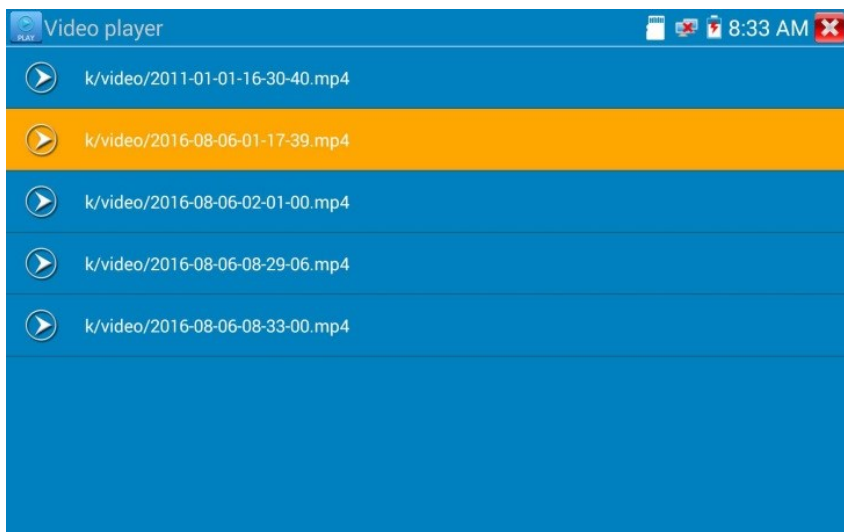 PLAY
Video player
8:33 AM
k/video/2011-01-01-16-30-40.mp4
k/video/2016-08-06-01-17-39.mp4
k/video/2016-08-06-02-01-00.mp4
k/video/2016-08-06-08-29-06.mp4
k/video/2016-08-06-08-33-00.mp4